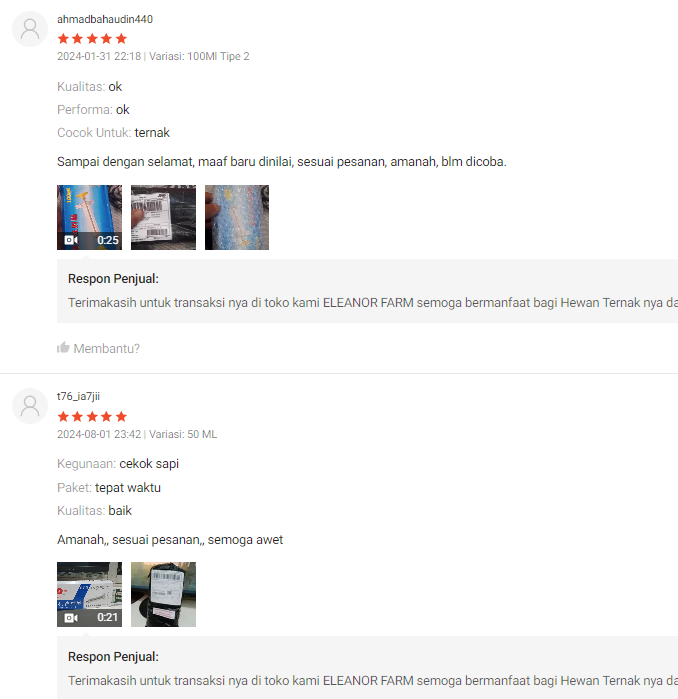 ahmadbahaudin440
2024-01-31 22:18 | Variasi: 100Ml Tipe 2
Kualitas: ok
Performa: ok
Cocok Untuk: ternak
Sampai dengan selamat, maaf baru dinilai, sesuai pesanan, amanah, blm dicoba.
0:25
Respon Penjual:
Terimakasih untuk transaksi nya di toko kami ELEANOR FARM semoga bermanfaat bagi Hewan Ternak nya da
Membantu?
t76_ia7jii
2024-08-01 23:42 | Variasi: 50 ML
Kegunaan: cekok sapi
Paket: tepat waktu
Kualitas: baik
Amanah,, sesuai pesanan,, semoga awet
0:21
Respon Penjual:
Terimakasih untuk transaksi nya di toko kami ELEANOR FARM semoga bermanfaat bagi Hewan Ternak nya da